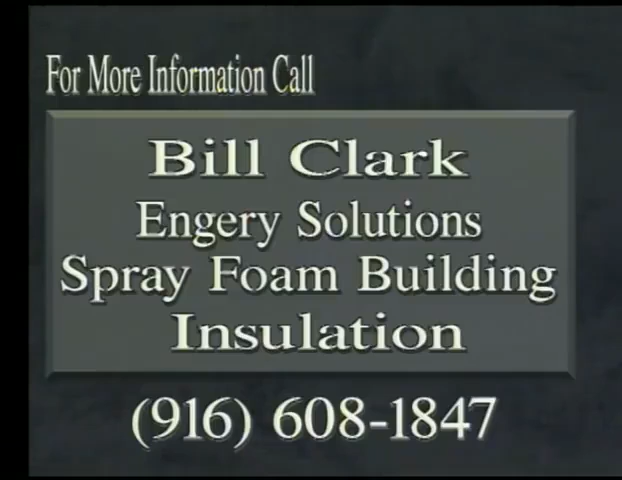 For More Information Call
Bill Clark
Engery Solutions
Spray Foam Building
Insulation
(916) 608-1847